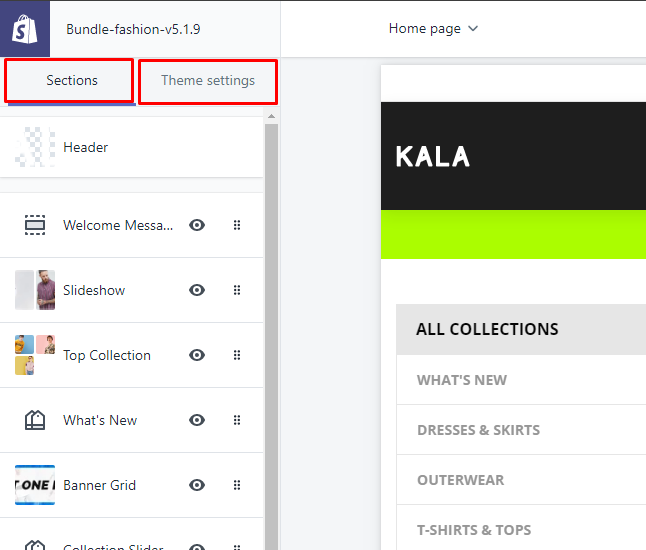 Bundle-fashion-v5.1.9
Home page
Sections
Theme settings
Header
KALA
Welcome Messa...
Slideshow
Top Collection
What's New
Banner Grid
Collection Slider
ALL COLLECTIONS
WHAT'S NEW
DRESSES & SKIRTS
OUTERWEAR
T-SHIRTS & TOPS